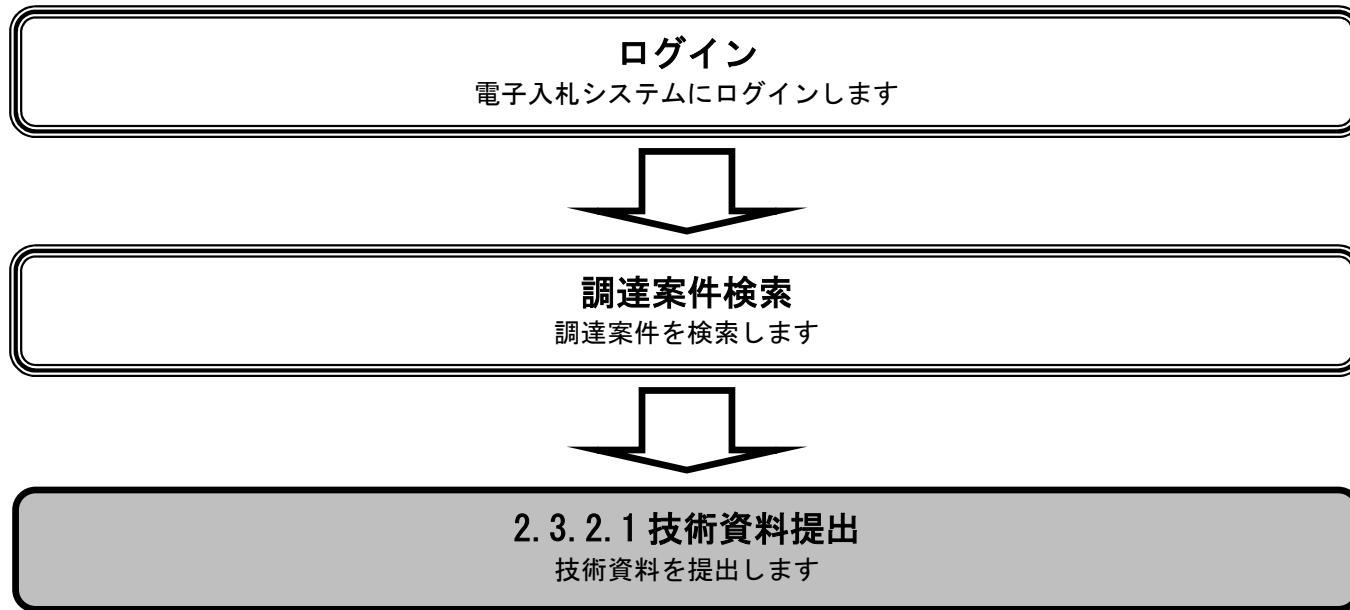 ログイン
電子入札システムにログインします
調達案件検索
調達案件を検索します
2.3.2.1 技術資料提出
技術資料を提出します